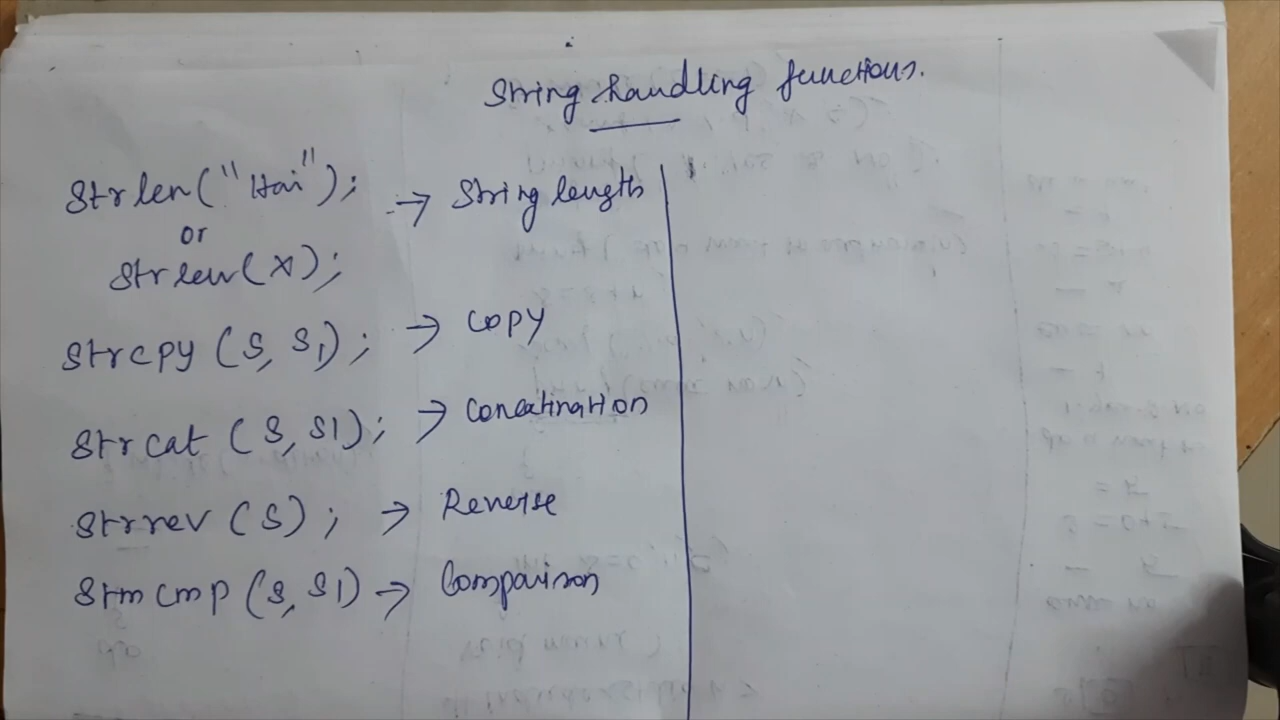 String handling functions.
Strlen("Hai"); → String length
or
Strlen(X);
Strcpy (S, S1); → Copy
Strcat (S, S1); → Concatination
Strrev (S); → Reverse
Strncmp (S, S1) → Comparison